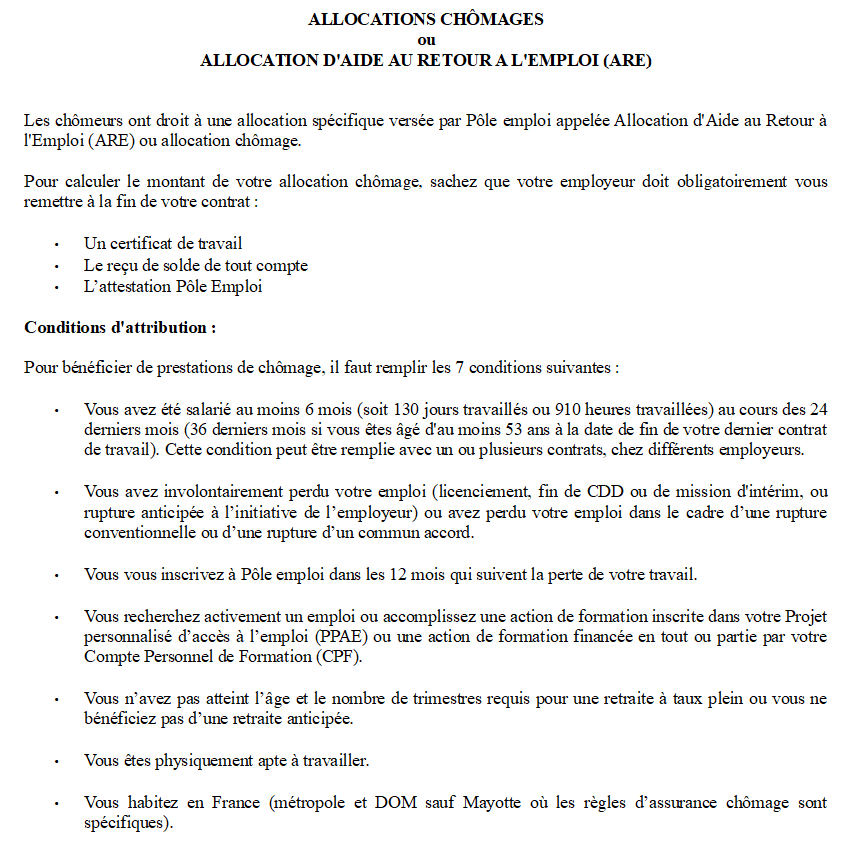 ALLOCATIONS CHÔMAGES
ou
ALLOCATION D'AIDE AU RETOUR A L'EMPLOI (ARE)
Les chômeurs ont droit à une allocation spécifique versée par Pôle emploi appelée Allocation d'Aide au Retour à
l'Emploi (ARE) ou allocation chômage.
Pour calculer le montant de votre allocation chômage, sachez que votre employeur doit obligatoirement vous
remettre à la fin de votre contrat :
• Un certificat de travail
• Le reçu de solde de tout compte
• L’attestation Pôle Emploi
Conditions d'attribution :
Pour bénéficier de prestations de chômage, il faut remplir les 7 conditions suivantes :
• Vous avez été salarié au moins 6 mois (soit 130 jours travaillés ou 910 heures travaillées) au cours des 24
derniers mois (36 derniers mois si vous êtes âgé d'au moins 53 ans à la date de fin de votre dernier contrat
de travail). Cette condition peut être remplie avec un ou plusieurs contrats, chez différents employeurs.
• Vous avez involontairement perdu votre emploi (licenciement, fin de CDD ou de mission d'intérim, ou
rupture anticipée à l’initiative de l’employeur) ou avez perdu votre emploi dans le cadre d’une rupture
conventionnelle ou d’une rupture d’un commun accord.
• Vous vous inscrivez à Pôle emploi dans les 12 mois qui suivent la perte de votre travail.
• Vous recherchez activement un emploi ou accomplissez une action de formation inscrite dans votre Projet
personnalisé d’accès à l’emploi (PPAE) ou une action de formation financée en tout ou partie par votre
Compte Personnel de Formation (CPF).
• Vous n’avez pas atteint l’âge et le nombre de trimestres requis pour une retraite à taux plein ou vous ne
bénéficiez pas d’une retraite anticipée.
• Vous êtes physiquement apte à travailler.
• Vous habitez en France (métropole et DOM sauf Mayotte où les règles d’assurance chômage sont
spécifiques).